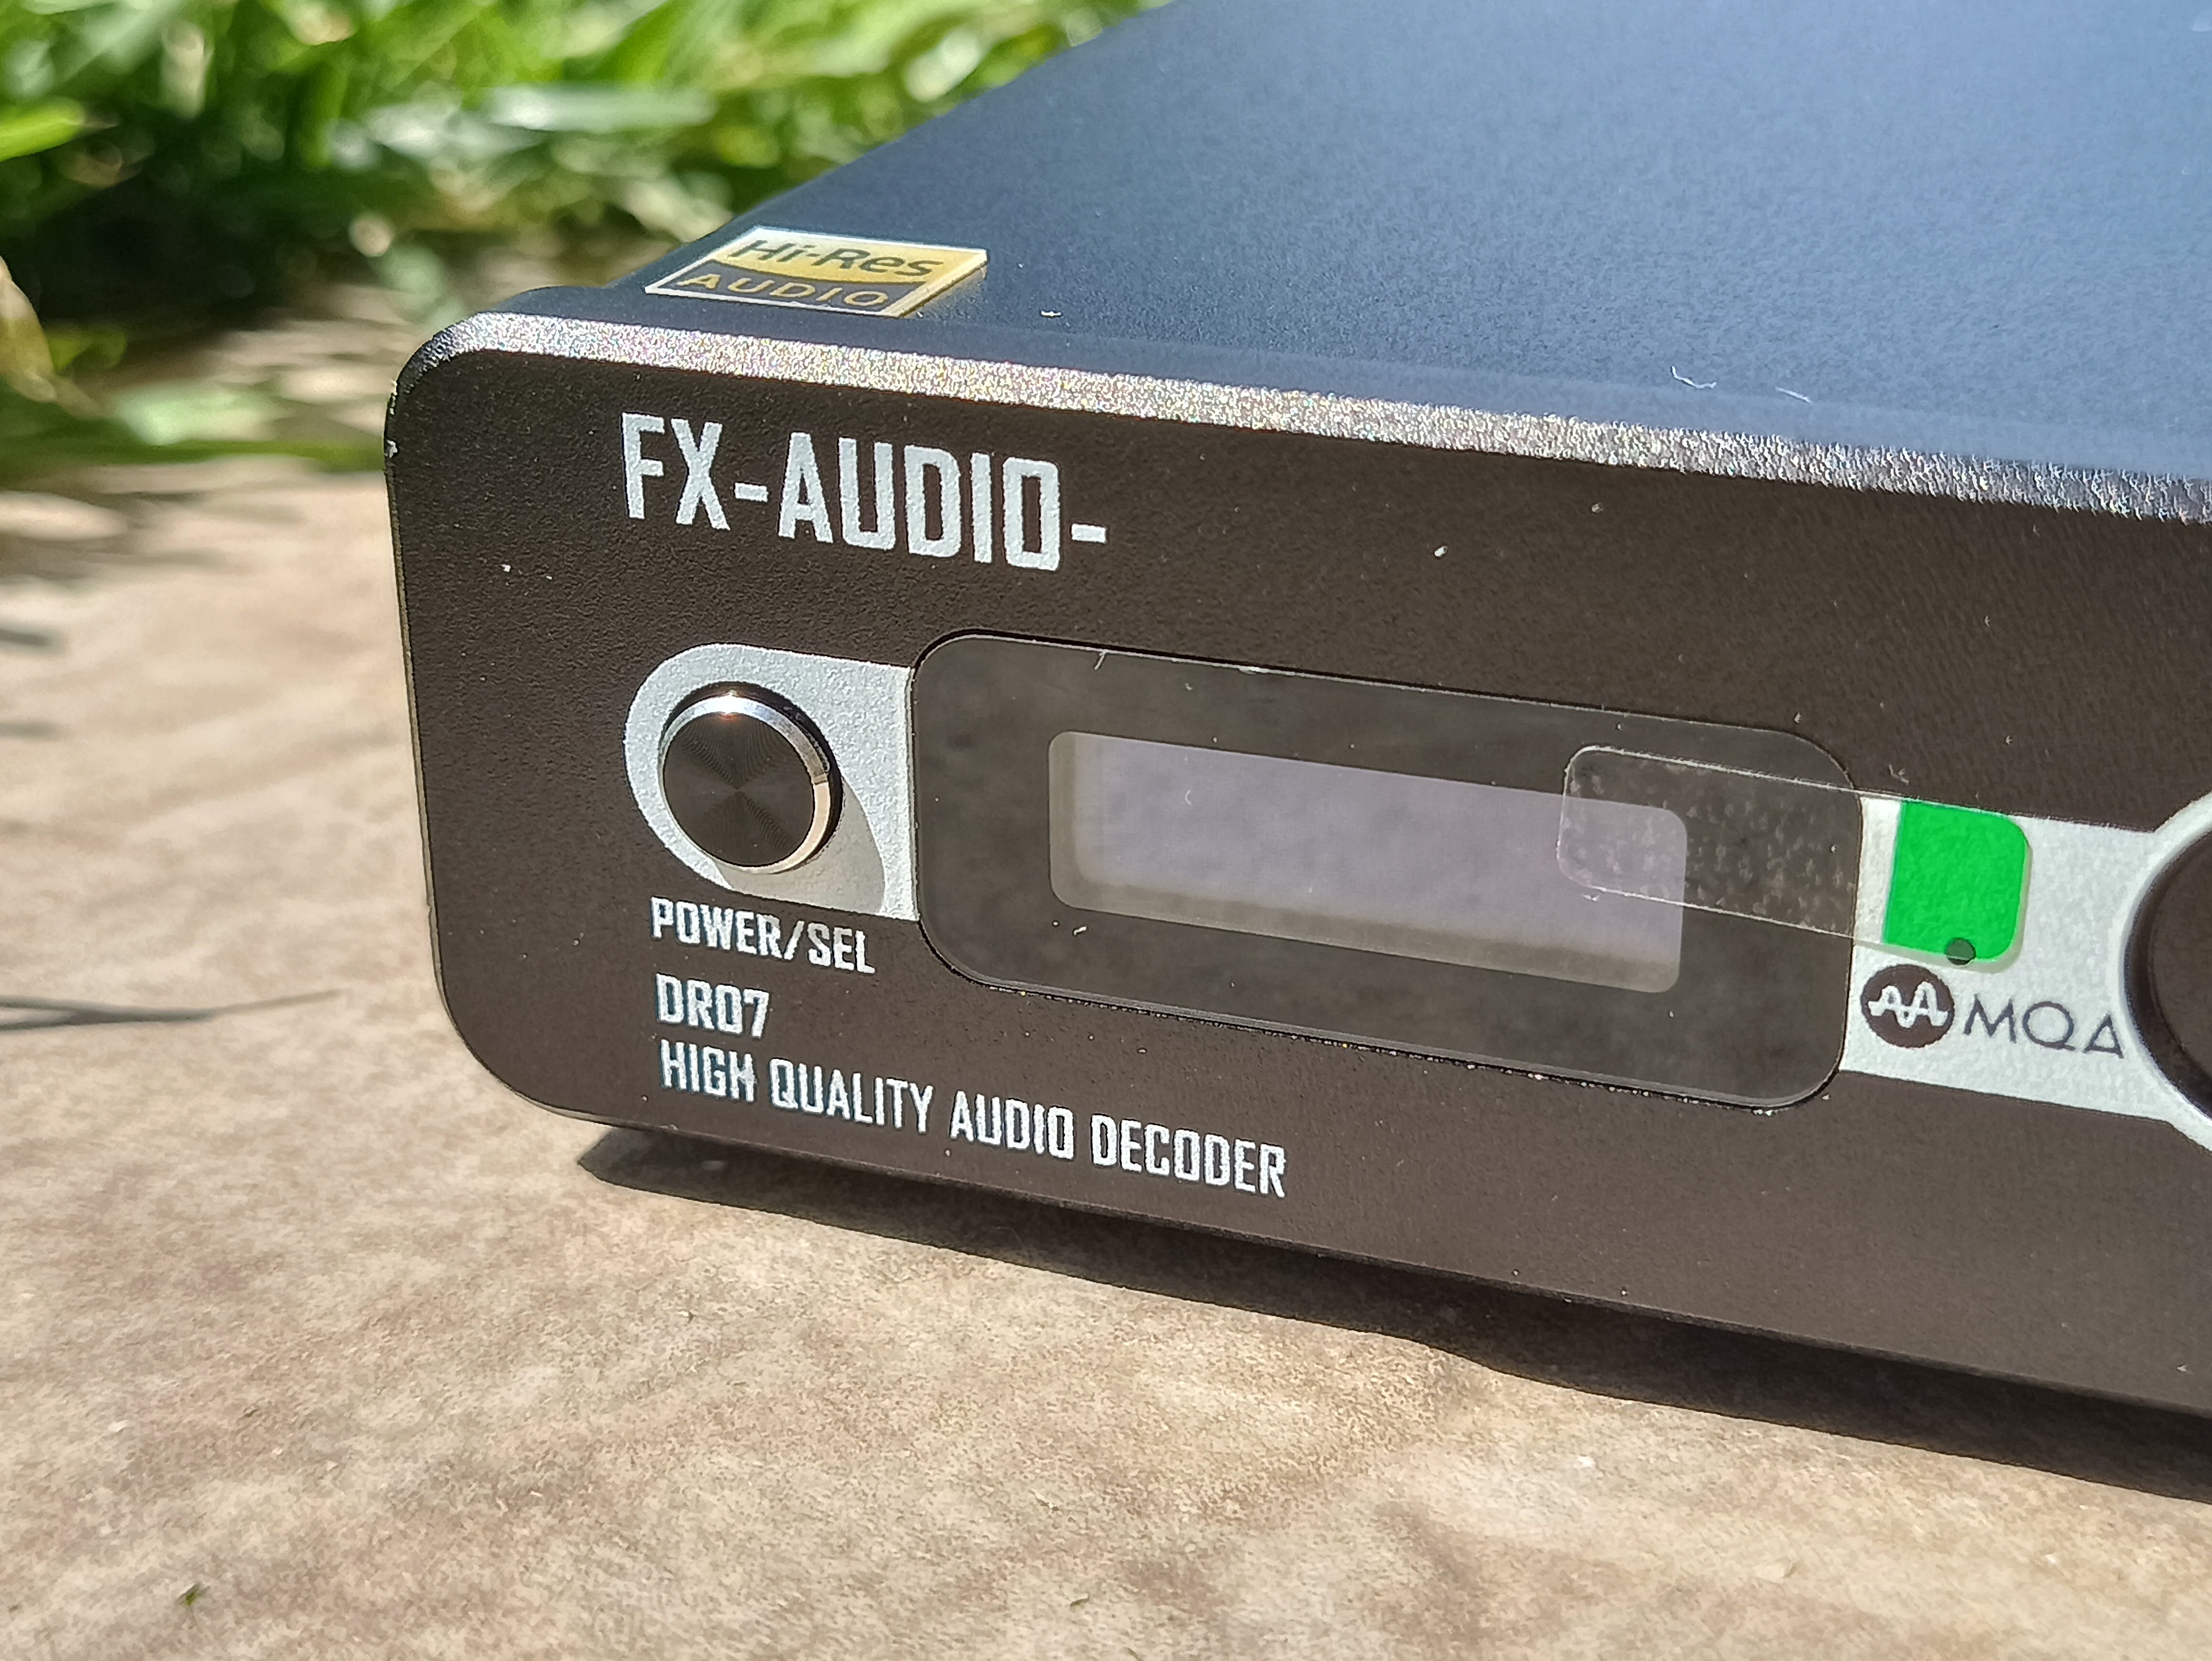 Hi-Res
AUDIO
FX-AUDIO-
POWER/SEL
DR07
HIGH QUALITY AUDIO DECODER
MQA